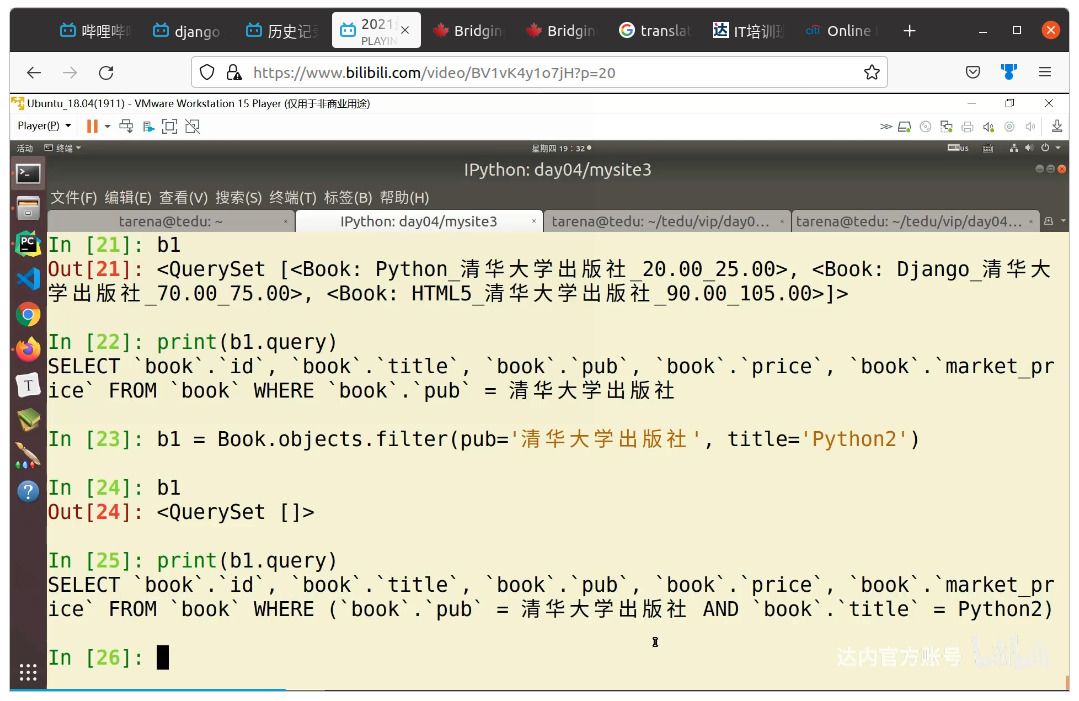 哔哩哔哩
django
历史记录
2021
PLAYIN
Bridgin
Bridgin
translat
达 IT培训班
citi Online
https://www.bilibili.com/video/BV1vK4y1o7jH?p=20
Ubuntu_18.04(1911) - VMware Workstation 15 Player (仅用于非商业用途)
Player(P)
活动 终端 星期四 19：32
IPython: day04/mysite3
文件(F) 编辑(E) 查看(V) 搜索(S) 终端(T) 标签(B) 帮助(H)
tarena@tedu: ~ IPython: day04/mysite3 tarena@tedu: ~/tedu/vip/day0... tarena@tedu: ~/tedu/vip/day04...
In [21]: b1
Out[21]: <QuerySet [<Book: Python_清华大学出版社_20.00_25.00>, <Book: Django_清华大
学出版社_70.00_75.00>, <Book: HTML5_清华大学出版社_90.00_105.00>]>
In [22]: print(b1.query)
SELECT `book`.`id`, `book`.`title`, `book`.`pub`, `book`.`price`, `book`.`market_pr
ice` FROM `book` WHERE `book`.`pub` = 清华大学出版社
In [23]: b1 = Book.objects.filter(pub='清华大学出版社', title='Python2')
In [24]: b1
Out[24]: <QuerySet []>
In [25]: print(b1.query)
SELECT `book`.`id`, `book`.`title`, `book`.`pub`, `book`.`price`, `book`.`market_pr
ice` FROM `book` WHERE (`book`.`pub` = 清华大学出版社 AND `book`.`title` = Python2)
In [26]:
达内官方账号